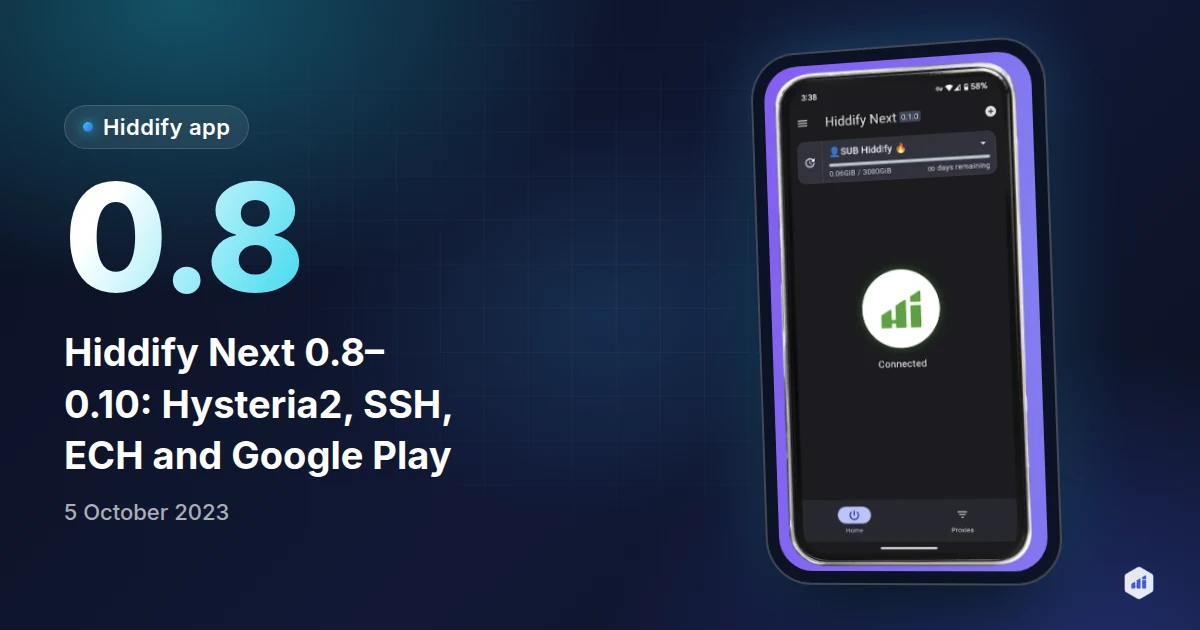 Hiddify app
0.8
Hiddify Next 0.8–
0.10: Hysteria2, SSH,
ECH and Google Play
5 October 2023
3:38
58%
Hiddify Next 0.1.0
SUB Hiddify
0.06GiB / 3080GiB
∞ days remaining
Connected
Home
Proxies